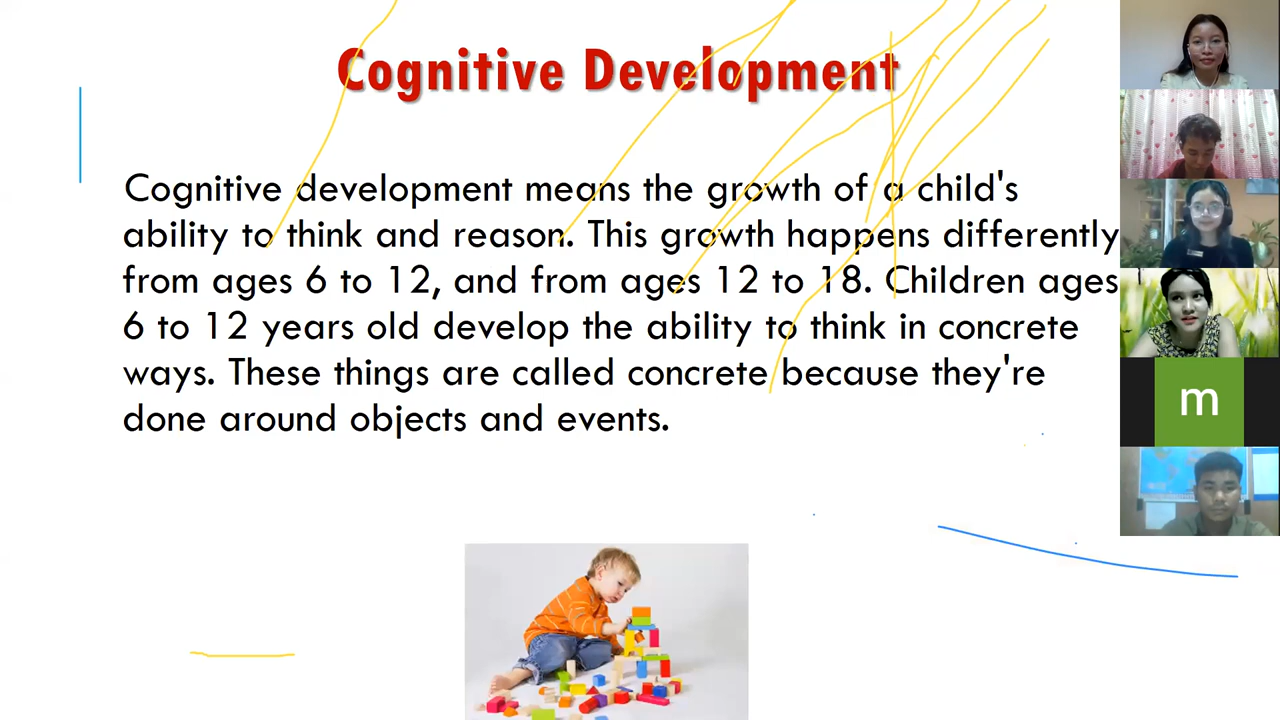 Cognitive Development
Cognitive development means the growth of a child's
ability to think and reason. This growth happens differently
from ages 6 to 12, and from ages 12 to 18. Children ages
6 to 12 years old develop the ability to think in concrete
ways. These things are called concrete because they're
done around objects and events.
m